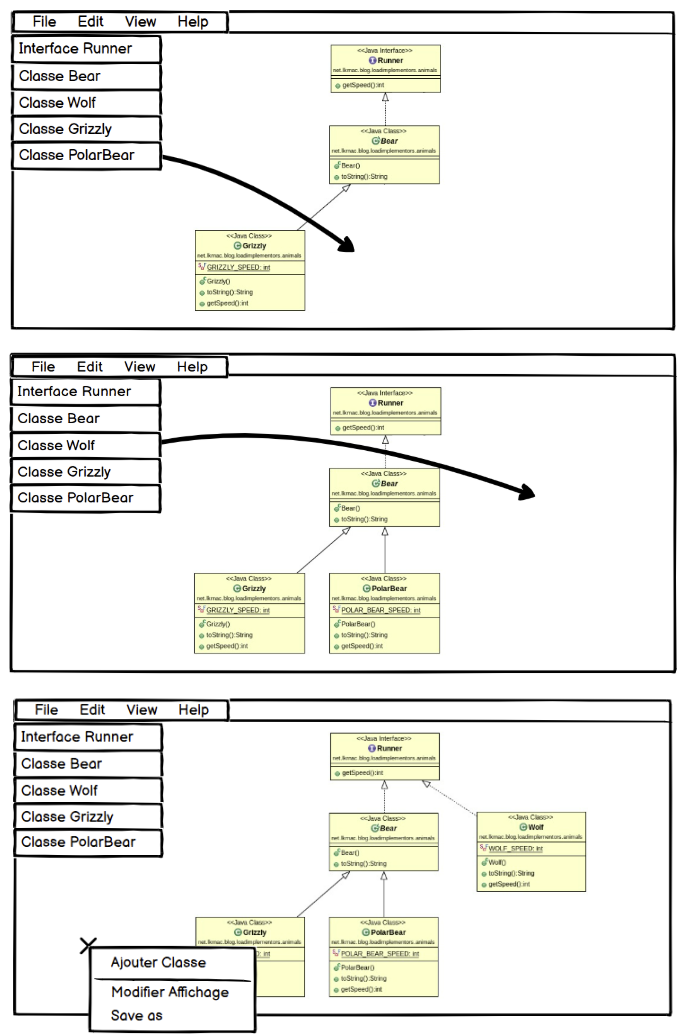 File Edit View Help
Interface Runner
Classe Bear
Classe Wolf
Classe Grizzly
Classe PolarBear
<<Java Interface>>
Runner
net.lkmac.blog.loadimplementors.animals
getSpeed():int
<<Java Class>>
Bear
net.lkmac.blog.loadimplementors.animals
Bear()
toString():String
<<Java Class>>
Grizzly
net.lkmac.blog.loadimplementors.animals
GRIZZLY_SPEED: int
Grizzly()
toString():String
getSpeed():int
File Edit View Help
Interface Runner
Classe Bear
Classe Wolf
Classe Grizzly
Classe PolarBear
<<Java Interface>>
Runner
net.lkmac.blog.loadimplementors.animals
getSpeed():int
<<Java Class>>
Bear
net.lkmac.blog.loadimplementors.animals
Bear()
toString():String
<<Java Class>>
Grizzly
net.lkmac.blog.loadimplementors.animals
GRIZZLY_SPEED: int
Grizzly()
toString():String
getSpeed():int
<<Java Class>>
PolarBear
net.lkmac.blog.loadimplementors.animals
POLAR_BEAR_SPEED: int
PolarBear()
toString():String
getSpeed():int
File Edit View Help
Interface Runner
Classe Bear
Classe Wolf
Classe Grizzly
Classe PolarBear
<<Java Interface>>
Runner
net.lkmac.blog.loadimplementors.animals
getSpeed():int
<<Java Class>>
Bear
net.lkmac.blog.loadimplementors.animals
Bear()
toString():String
<<Java Class>>
Wolf
net.lkmac.blog.loadimplementors.animals
WOLF_SPEED: int
Wolf()
toString():String
getSpeed():int
<<Java Class>>
Grizzly
net.lkmac.blog.loadimplementors.animals
D: int
<<Java Class>>
PolarBear
net.lkmac.blog.loadimplementors.animals
POLAR_BEAR_SPEED: int
PolarBear()
toString():String
getSpeed():int
Ajouter Classe
Modifier Affichage
Save as